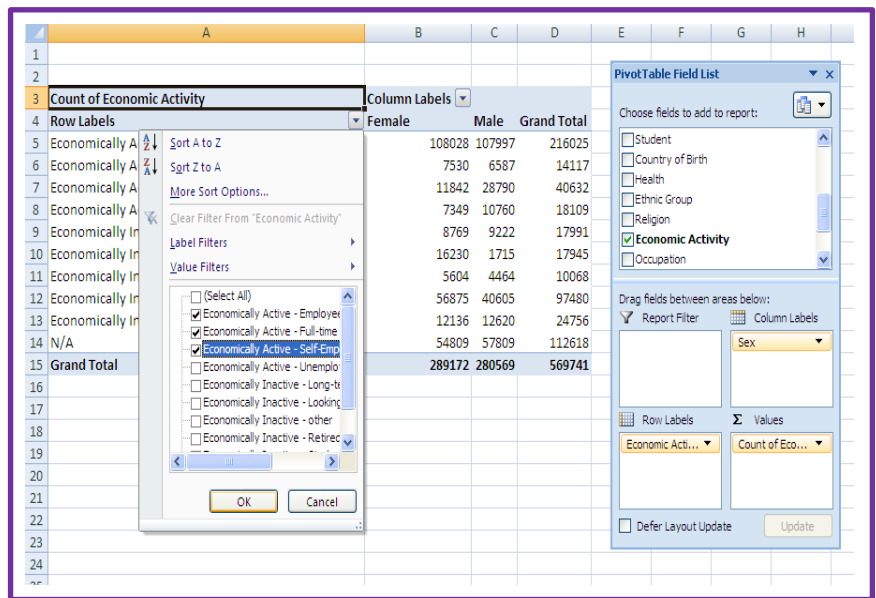 A B C D E F G H
1
2
3 Count of Economic Activity Column Labels
4 Row Labels Female Male Grand Total
5 Economically A 108028 107997 216025
6 Economically A 7530 6587 14117
7 Economically A 11842 28790 40632
8 Economically A 7349 10760 18109
9 Economically In 8769 9222 17991
10 Economically In 16230 1715 17945
11 Economically In 5604 4464 10068
12 Economically In 56875 40605 97480
13 Economically In 12136 12620 24756
14 N/A 54809 57809 112618
15 Grand Total 289172 280569 569741
16
17
18
19
20
21
22
23
24
Sort A to Z
Sort Z to A
More Sort Options...
Clear Filter From "Economic Activity"
Label Filters
Value Filters
(Select All)
Economically Active - Employee
Economically Active - Full-time
Economically Active - Self-Emp
Economically Active - Unemplo
Economically Inactive - Long-te
Economically Inactive - Looking
Economically Inactive - other
Economically Inactive - Retired
OK Cancel
PivotTable Field List
Choose fields to add to report:
Student
Country of Birth
Health
Ethnic Group
Religion
Economic Activity
Occupation
Drag fields between areas below:
Report Filter Column Labels
Sex
Row Labels Σ Values
Economic Acti... Count of Eco...
Defer Layout Update Update